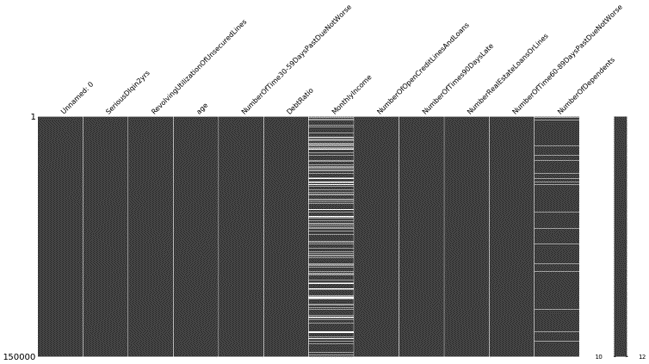 Unnamed: 0
SeriousDlqin2yrs
RevolvingUtilizationOfUnsecuredLines
age
NumberOfTime30-59DaysPastDueNotWorse
DebtRatio
MonthlyIncome
NumberOfOpenCreditLinesAndLoans
NumberOfTimes90DaysLate
NumberRealEstateLoansOrLines
NumberOfTime60-89DaysPastDueNotWorse
NumberOfDependents
1
150000
10
12